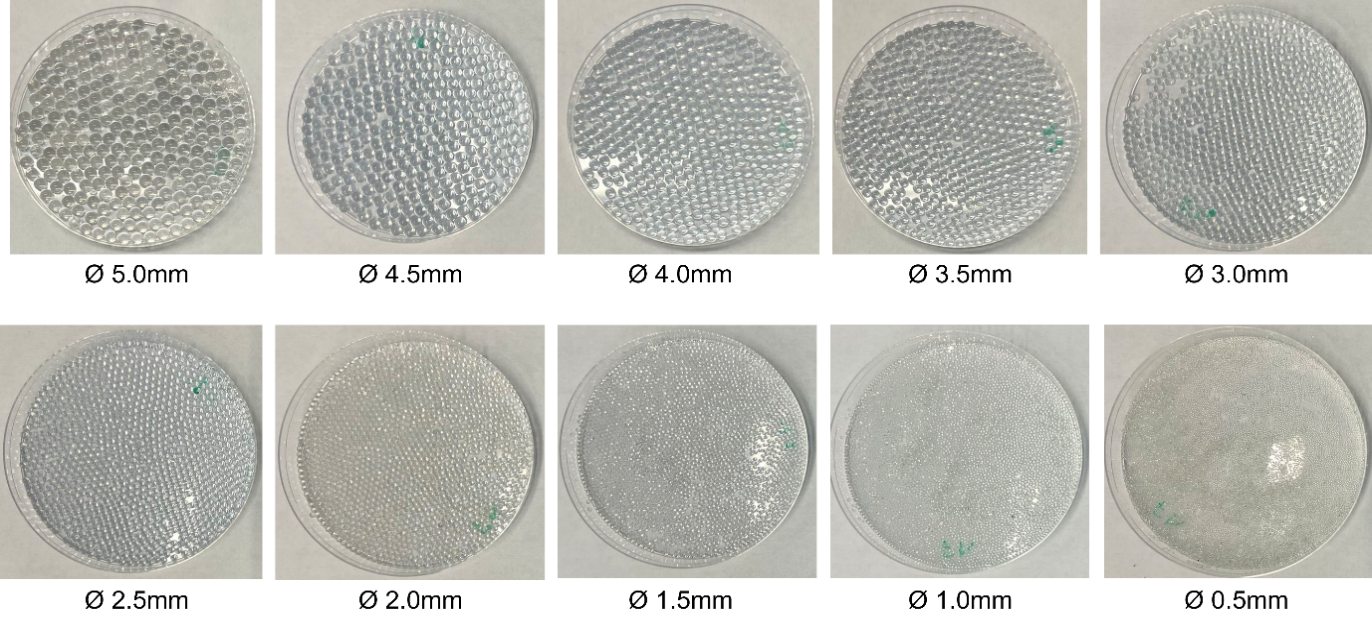 Ø 5.0mm
Ø 4.5mm
Ø 4.0mm
Ø 3.5mm
Ø 3.0mm
Ø 2.5mm
Ø 2.0mm
Ø 1.5mm
Ø 1.0mm
Ø 0.5mm